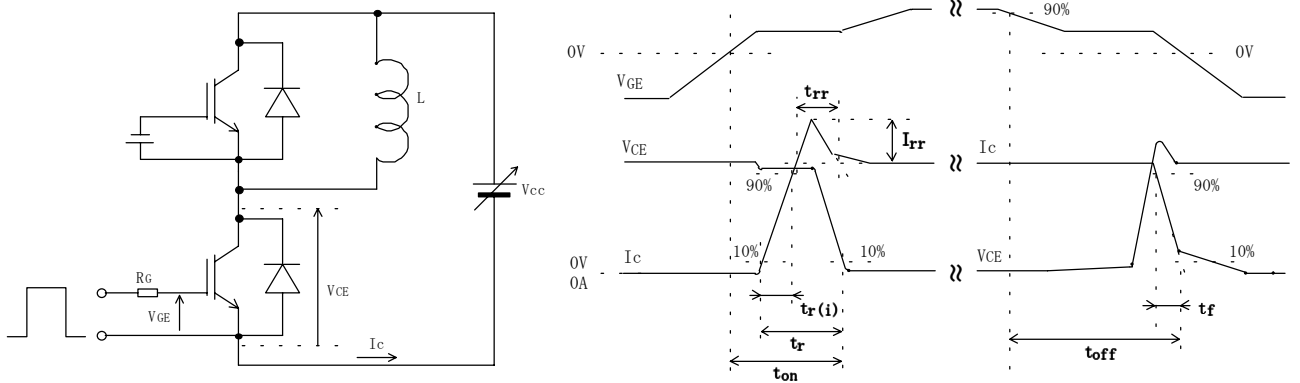 L
Vcc
RG
VGE
VCE
Ic
90%
0V
0V
VGE
trr
Irr
VCE
Ic
90%
90%
10%
10%
10%
Ic
VCE
0V
0A
tr(i)
tr
ton
tf
toff